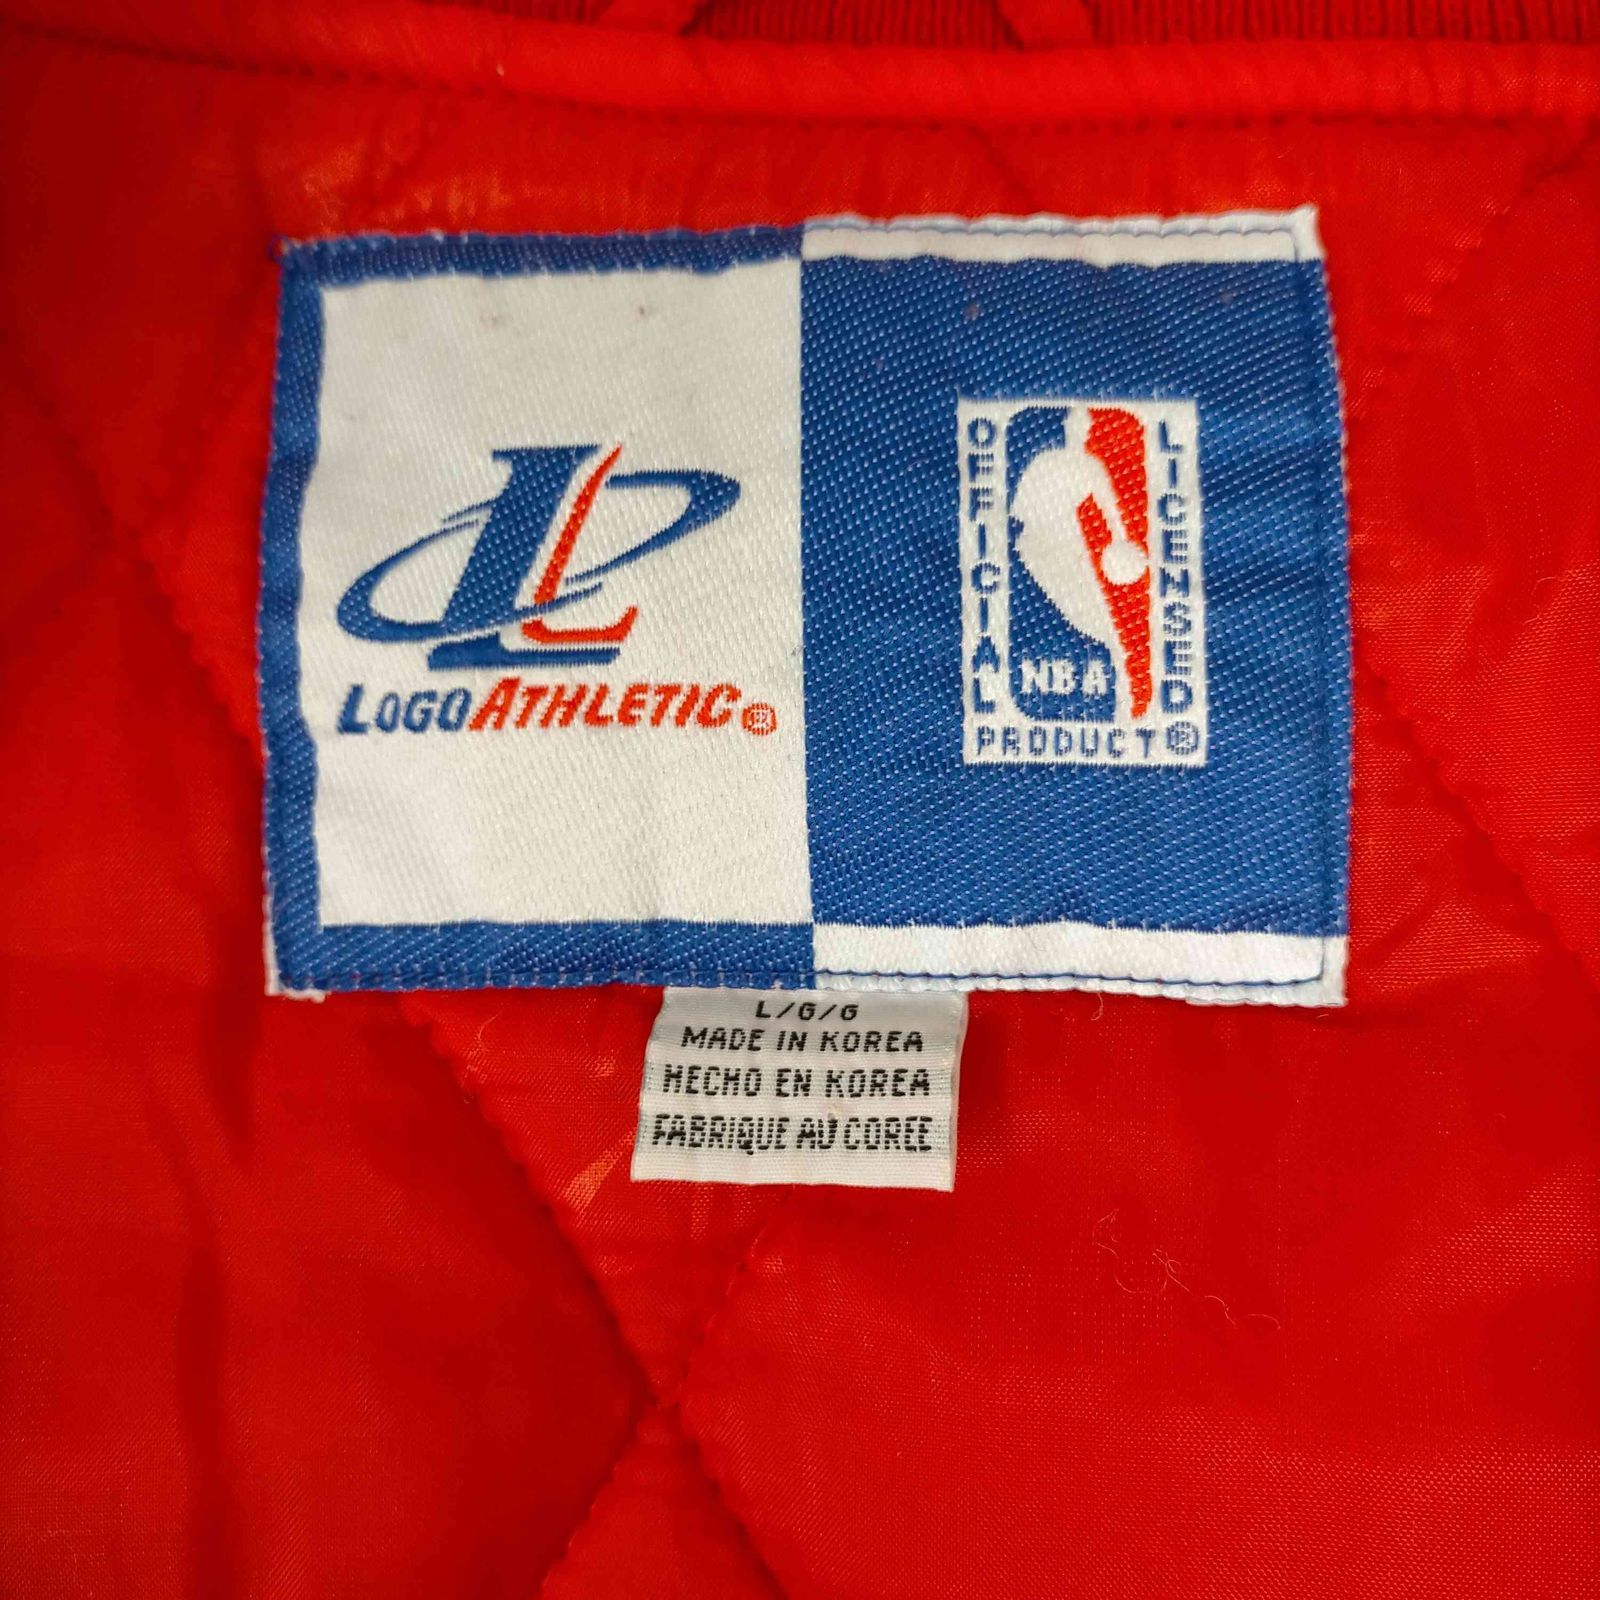 LOGOATHLETIC®
OFFICIAL
LICENSED
NBA
PRODUCT®
L/G/G
MADE IN KOREA
HECHO EN KOREA
FABRIQUE AU COREE